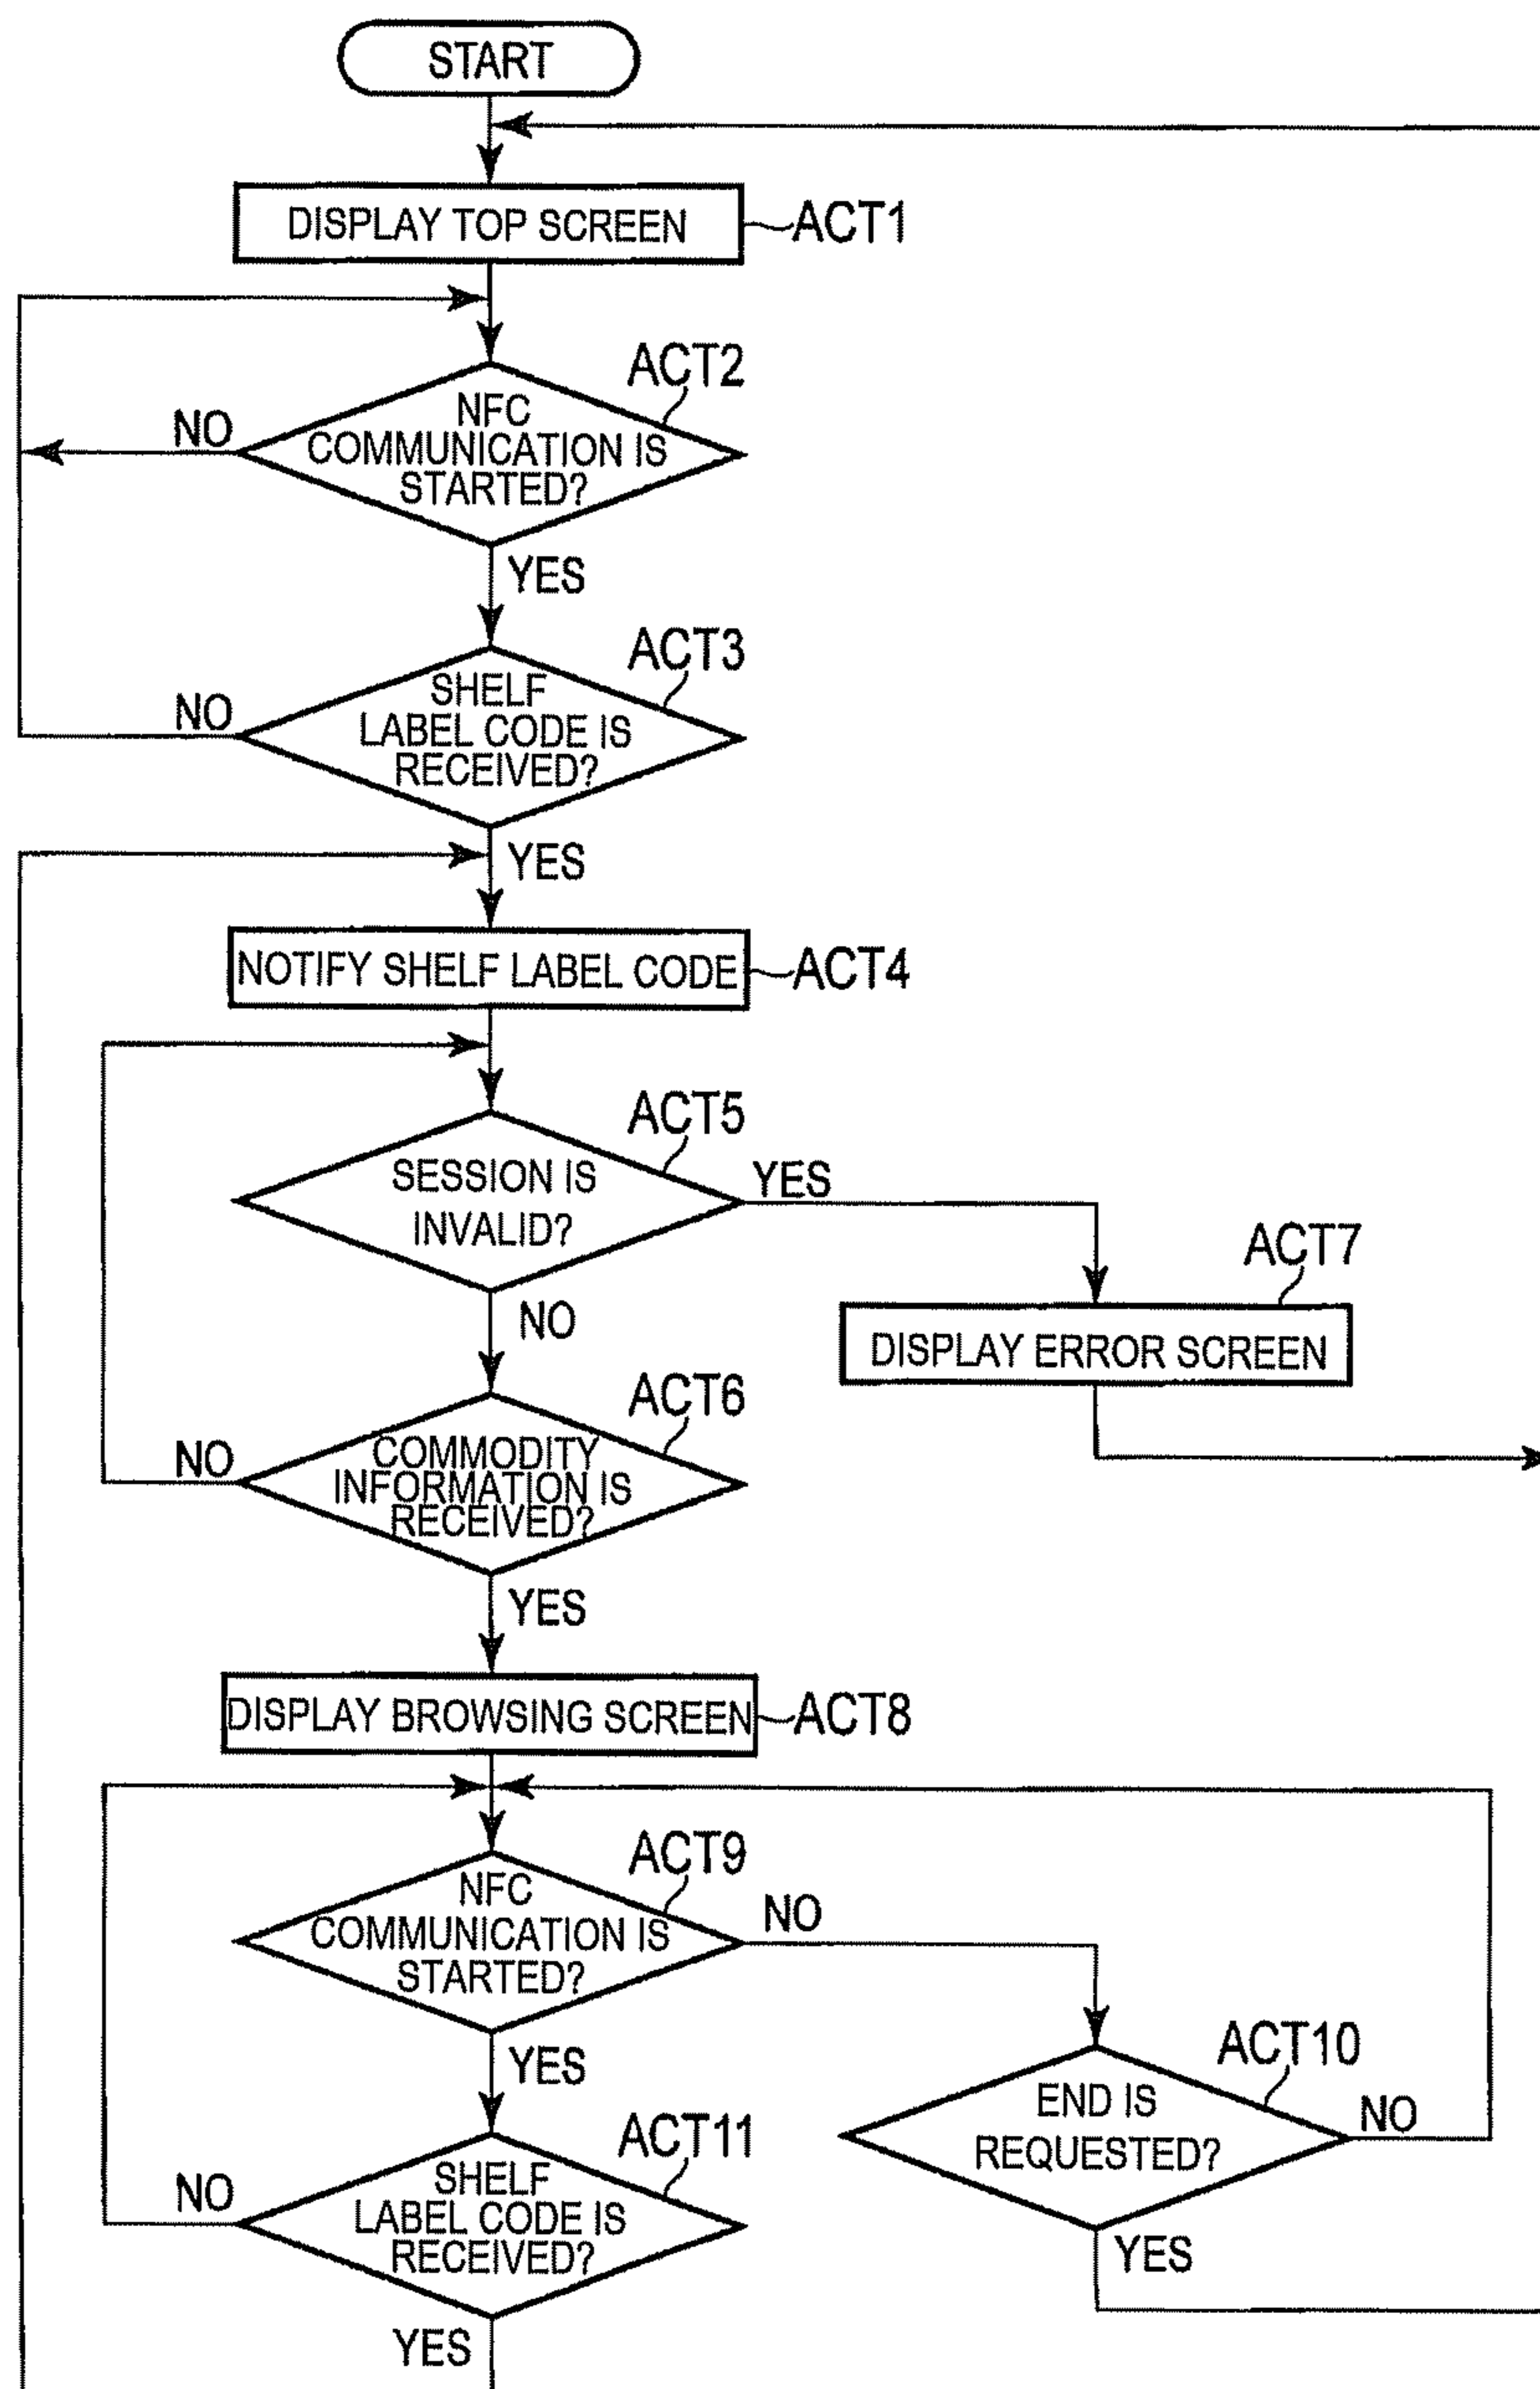 START
DISPLAY TOP SCREEN
ACT1
ACT2
NFC
COMMUNICATION IS
STARTED?
NO
YES
ACT3
SHELF
LABEL CODE IS
RECEIVED?
NO
YES
NOTIFY SHELF LABEL CODE
ACT4
ACT5
SESSION IS
INVALID?
YES
NO
ACT7
DISPLAY ERROR SCREEN
ACT6
COMMODITY
INFORMATION IS
RECEIVED?
NO
YES
DISPLAY BROWSING SCREEN
ACT8
ACT9
NFC
COMMUNICATION IS
STARTED?
NO
YES
ACT10
END IS
REQUESTED?
NO
YES
ACT11
SHELF
LABEL CODE IS
RECEIVED?
NO
YES